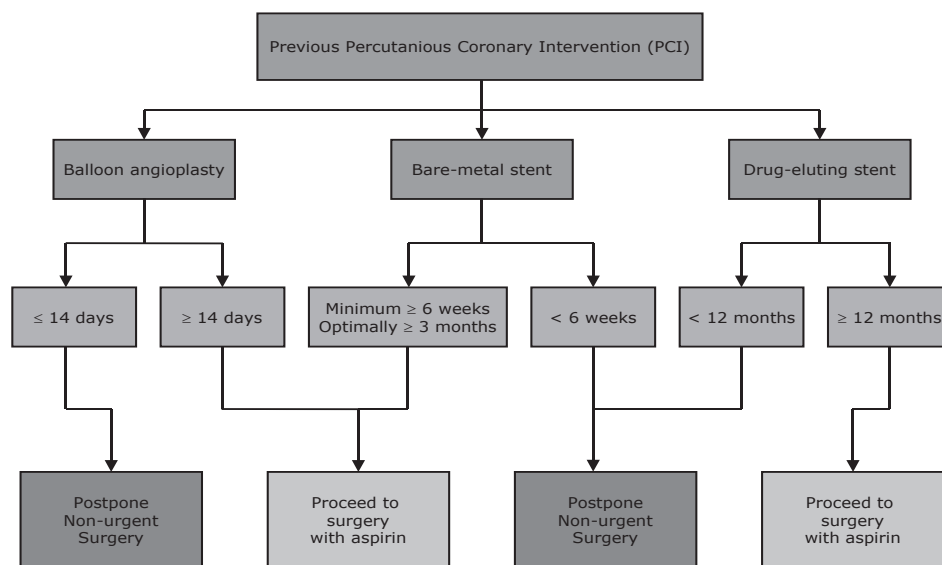 Previous Percutanious Coronary Intervention (PCI)
Balloon angioplasty
Bare-metal stent
Drug-eluting stent
≤ 14 days
≥ 14 days
Minimum ≥ 6 weeks
Optimally ≥ 3 months
< 6 weeks
< 12 months
≥ 12 months
Postpone
Non-urgent
Surgery
Proceed to
surgery
with aspirin
Postpone
Non-urgent
Surgery
Proceed to
surgery
with aspirin